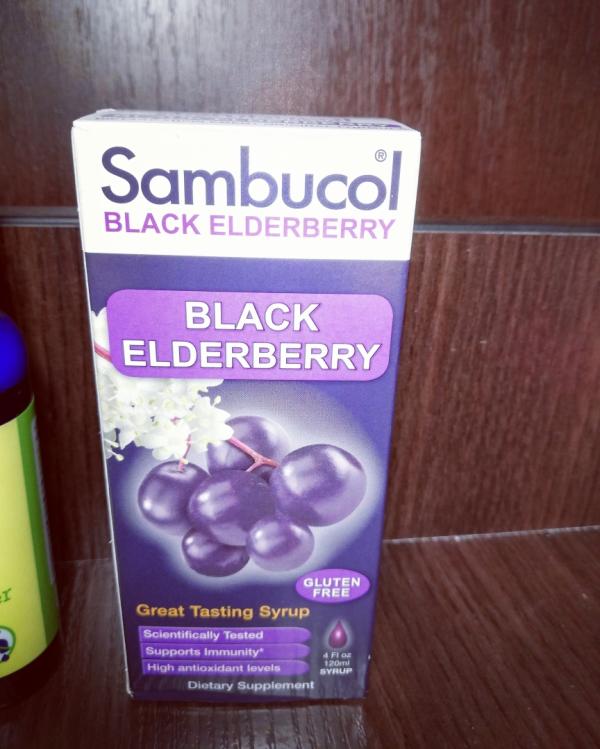 Sambucol®
BLACK ELDERBERRY
BLACK
ELDERBERRY
GLUTEN
FREE
Great Tasting Syrup
Scientifically Tested
Supports Immunity*
High antioxidant levels
4 Fl oz
120ml
SYRUP
Dietary Supplement